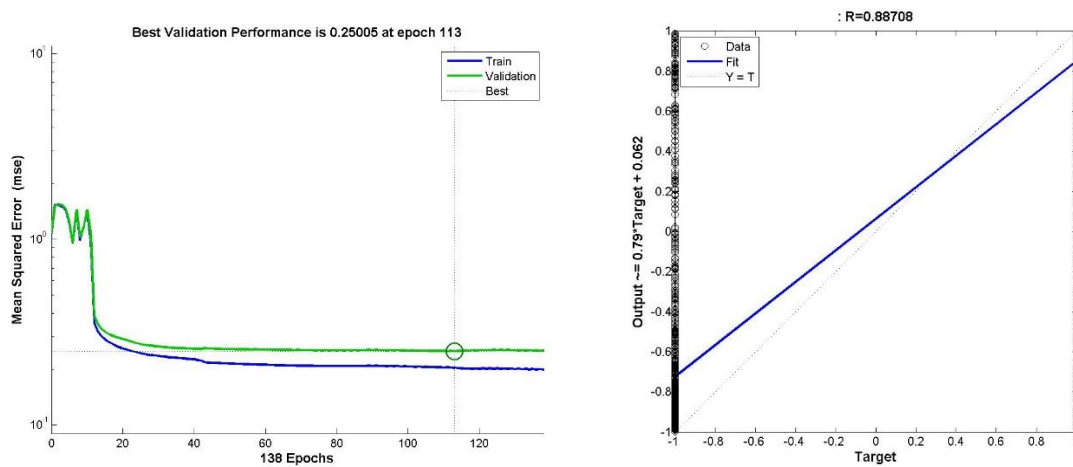 Best Validation Performance is 0.25005 at epoch 113
Mean Squared Error (mse)
10^1
10^0
10^-1
Train
Validation
Best
0 20 40 60 80 100 120
138 Epochs
: R=0.88708
Output ~= 0.79*Target + 0.062
1
0.8
0.6
0.4
0.2
0
-0.2
-0.4
-0.6
-0.8
-1
Data
Fit
Y = T
-1 -0.8 -0.6 -0.4 -0.2 0 0.2 0.4 0.6 0.8
Target